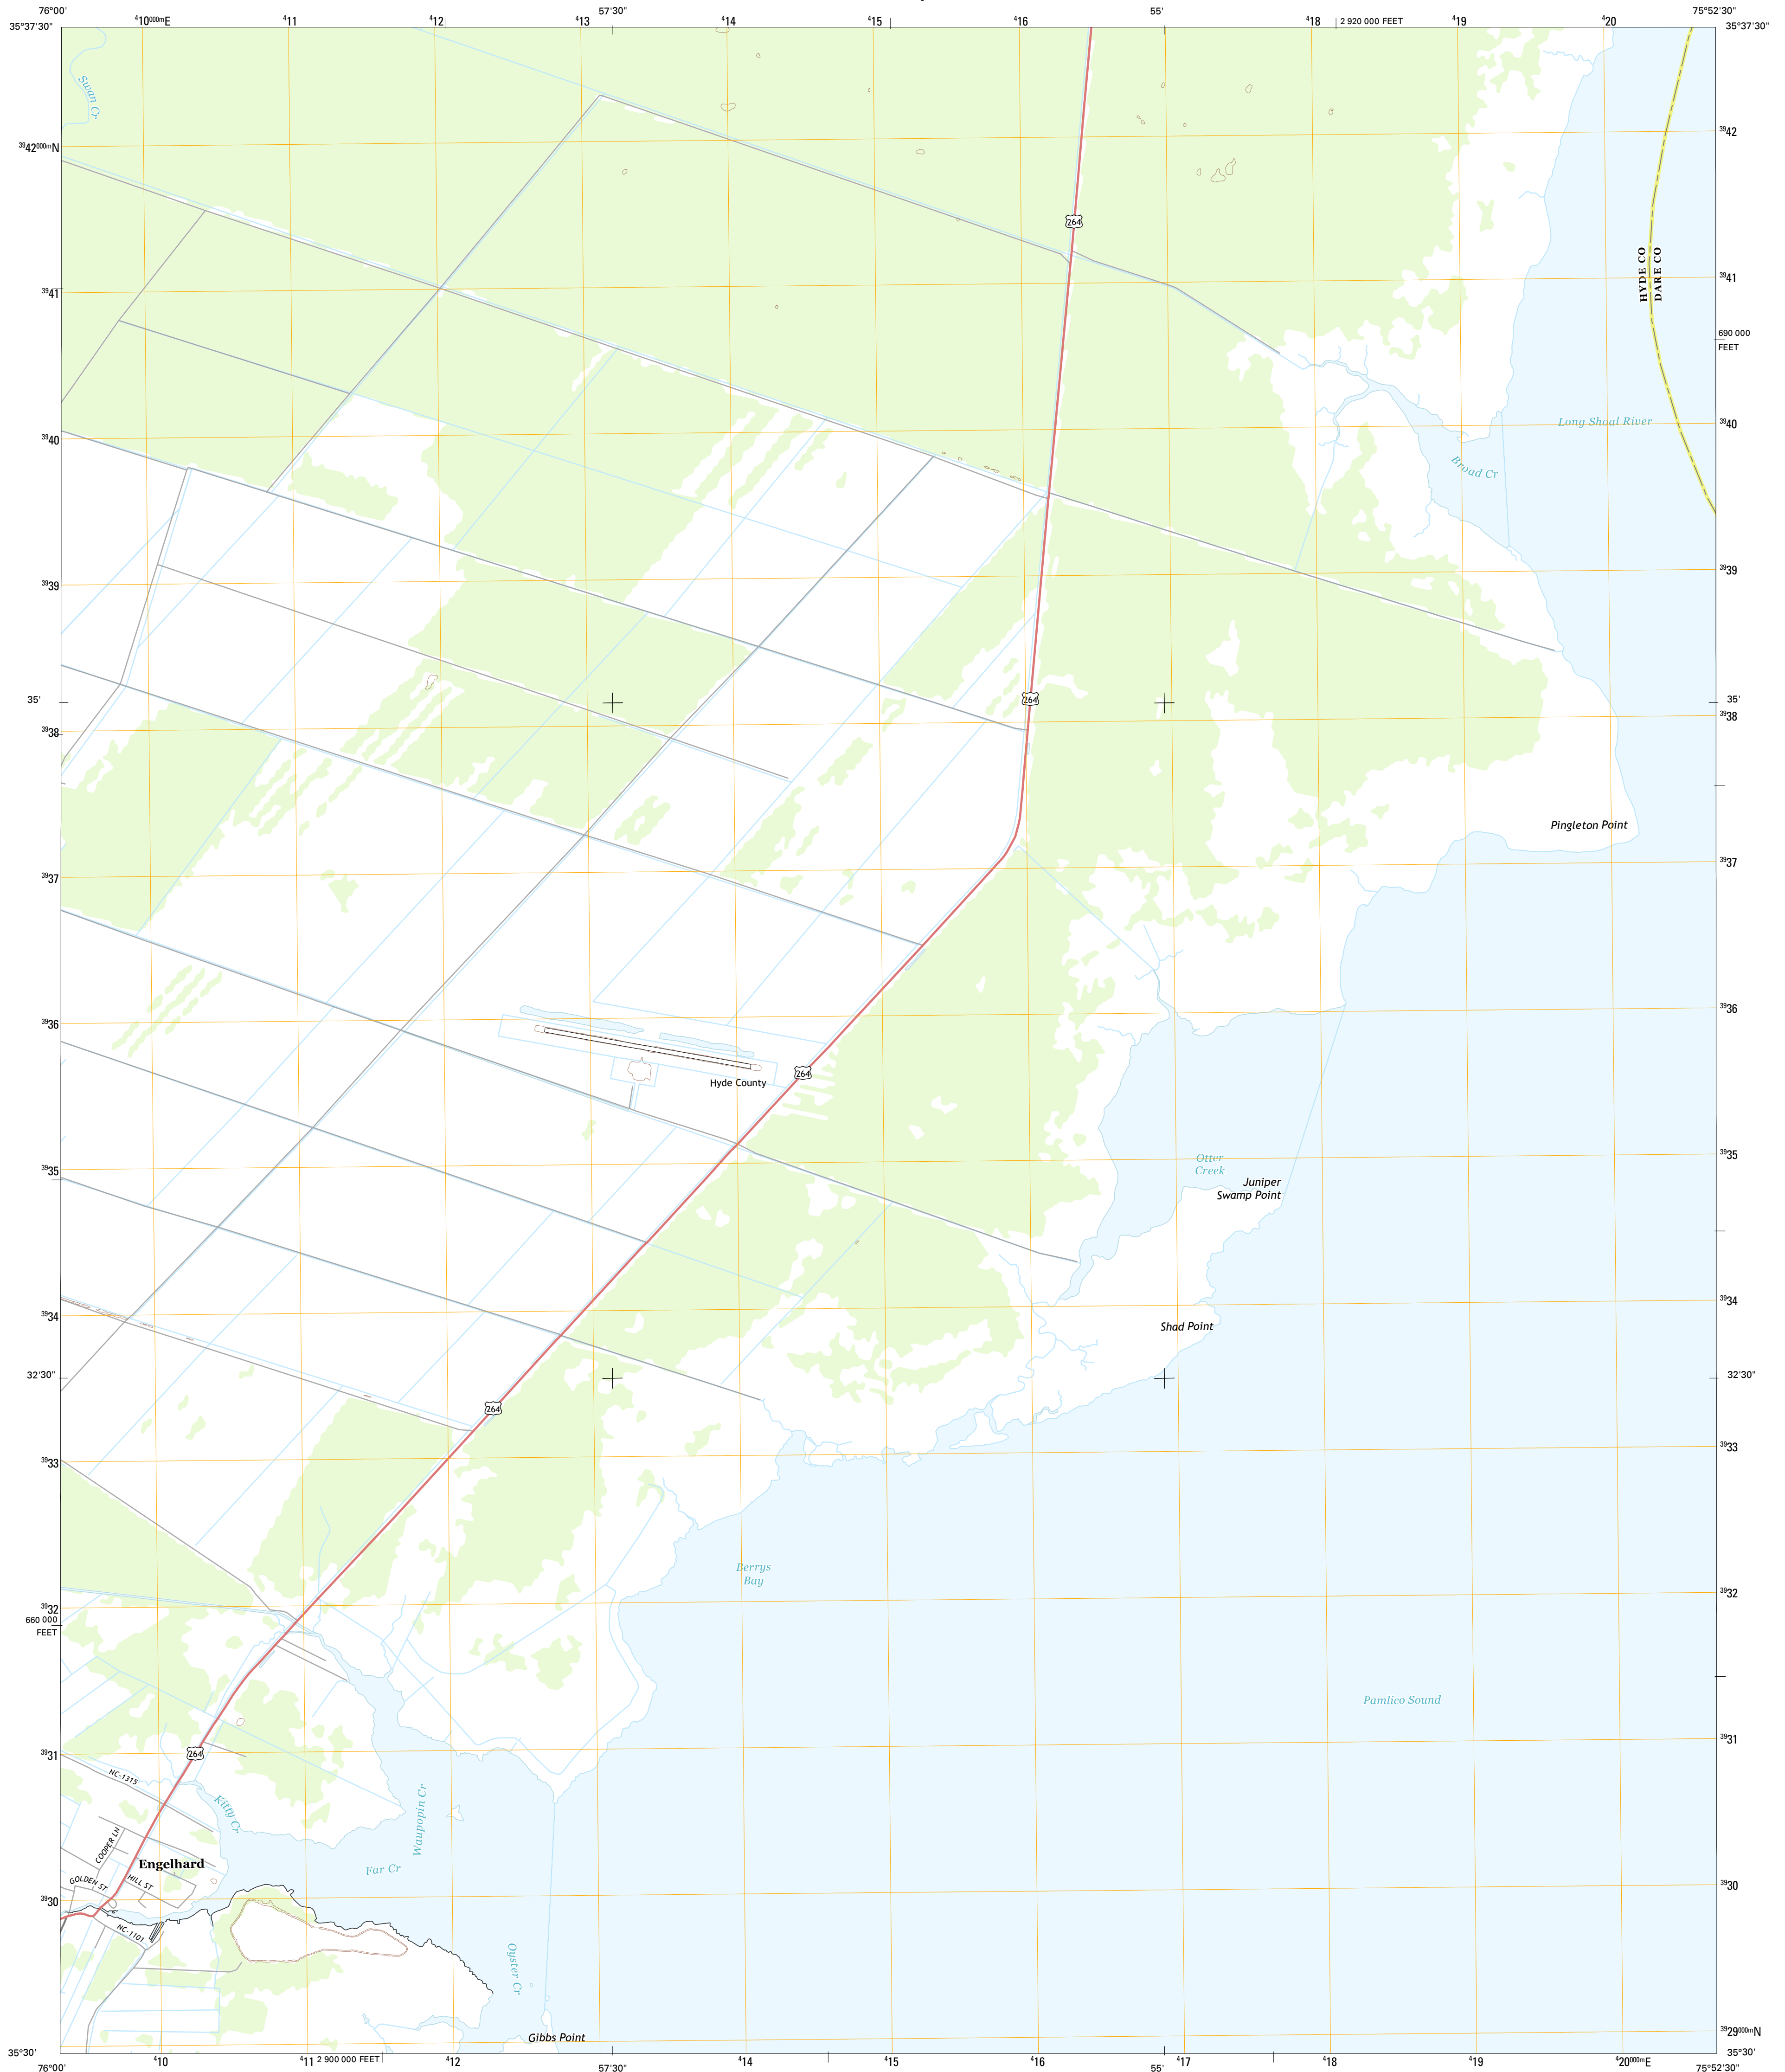 76°00'
⁴10⁰⁰⁰ᵐE
⁴11
⁴12
⁴13
57'30"
⁴14
⁴15
⁴16
55'
⁴18
2 920 000 FEET
⁴19
⁴20
75°52'30"
35°37'30"
35°37'30"
Swan Cr
³⁹42⁰⁰⁰ᵐN
³⁹42
264
HYDE CO
DARE CO
³⁹41
³⁹41
690 000
FEET
³⁹40
³⁹40
Long Shoal River
Broad Cr
³⁹39
³⁹39
35'
264
35'
³⁹38
³⁹38
Pingleton Point
³⁹37
³⁹37
³⁹36
³⁹36
264
Hyde County
³⁹35
³⁹35
Otter
Creek
Juniper
Swamp Point
³⁹34
³⁹34
Shad Point
32'30"
32'30"
264
³⁹33
³⁹33
Berrys
Bay
³⁹32
³⁹32
660 000
FEET
Pamlico Sound
³⁹31
³⁹31
264
NC-1315
Kitty Cr
Waupopin Cr
COOPER LN
Engelhard
Far Cr
GOLDEN ST
HILL ST
³⁹30
³⁹30
NC-1101
Oyster Cr
Gibbs Point
³⁹29⁰⁰⁰ᵐN
35°30'
35°30'
76°00'
⁴10
⁴11
2 900 000 FEET
⁴12
57'30"
⁴14
⁴15
⁴16
55'
⁴17
⁴18
⁴19
⁴20⁰⁰⁰ᵐE
75°52'30"